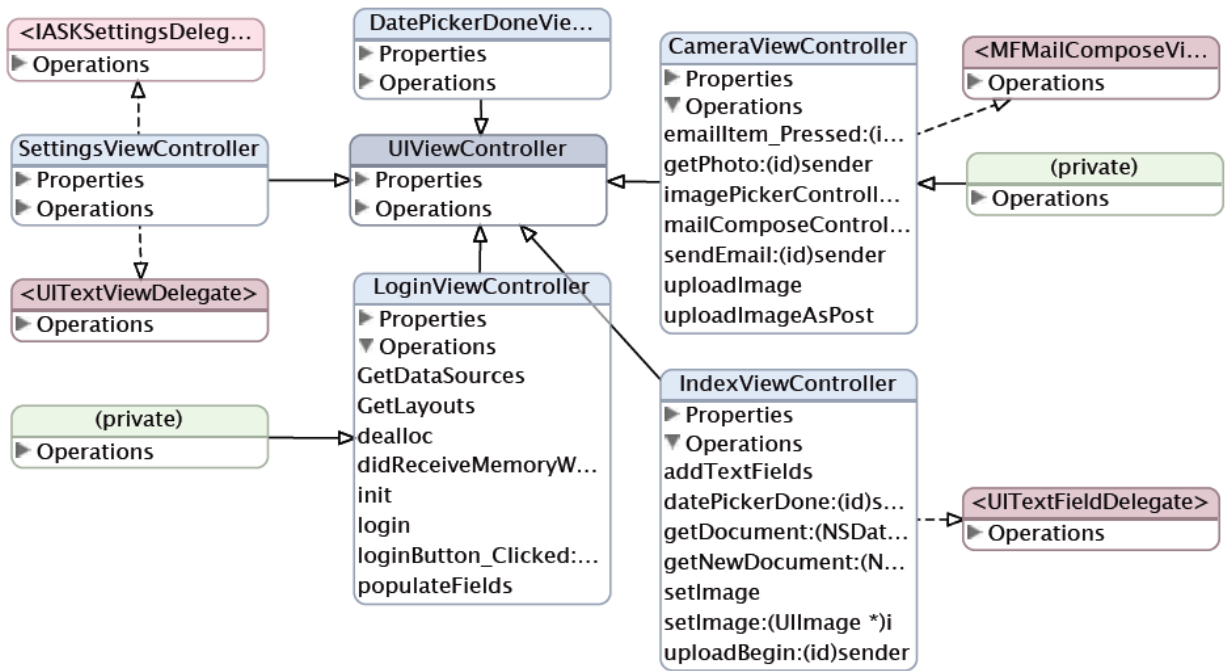 <IASKSettingsDeleg...
Operations
DatePickerDoneVie...
Properties
Operations
CameraViewController
Properties
Operations
emailItem_Pressed:(i...
getPhoto:(id)sender
imagePickerControll...
mailComposeControl...
sendEmail:(id)sender
uploadImage
uploadImageAsPost
<MFMailComposeVi...
Operations
SettingsViewController
Properties
Operations
UIViewController
Properties
Operations
(private)
Operations
<UITextViewDelegate>
Operations
LoginViewController
Properties
Operations
GetDataSources
GetLayouts
dealloc
didReceiveMemoryW...
init
login
loginButton_Clicked:...
populateFields
(private)
Operations
IndexViewController
Properties
Operations
addTextFields
datePickerDone:(id)s...
getDocument:(NSDat...
getNewDocument:(N...
setImage
setImage:(UIImage *)i
uploadBegin:(id)sender
<UITextFieldDelegate>
Operations